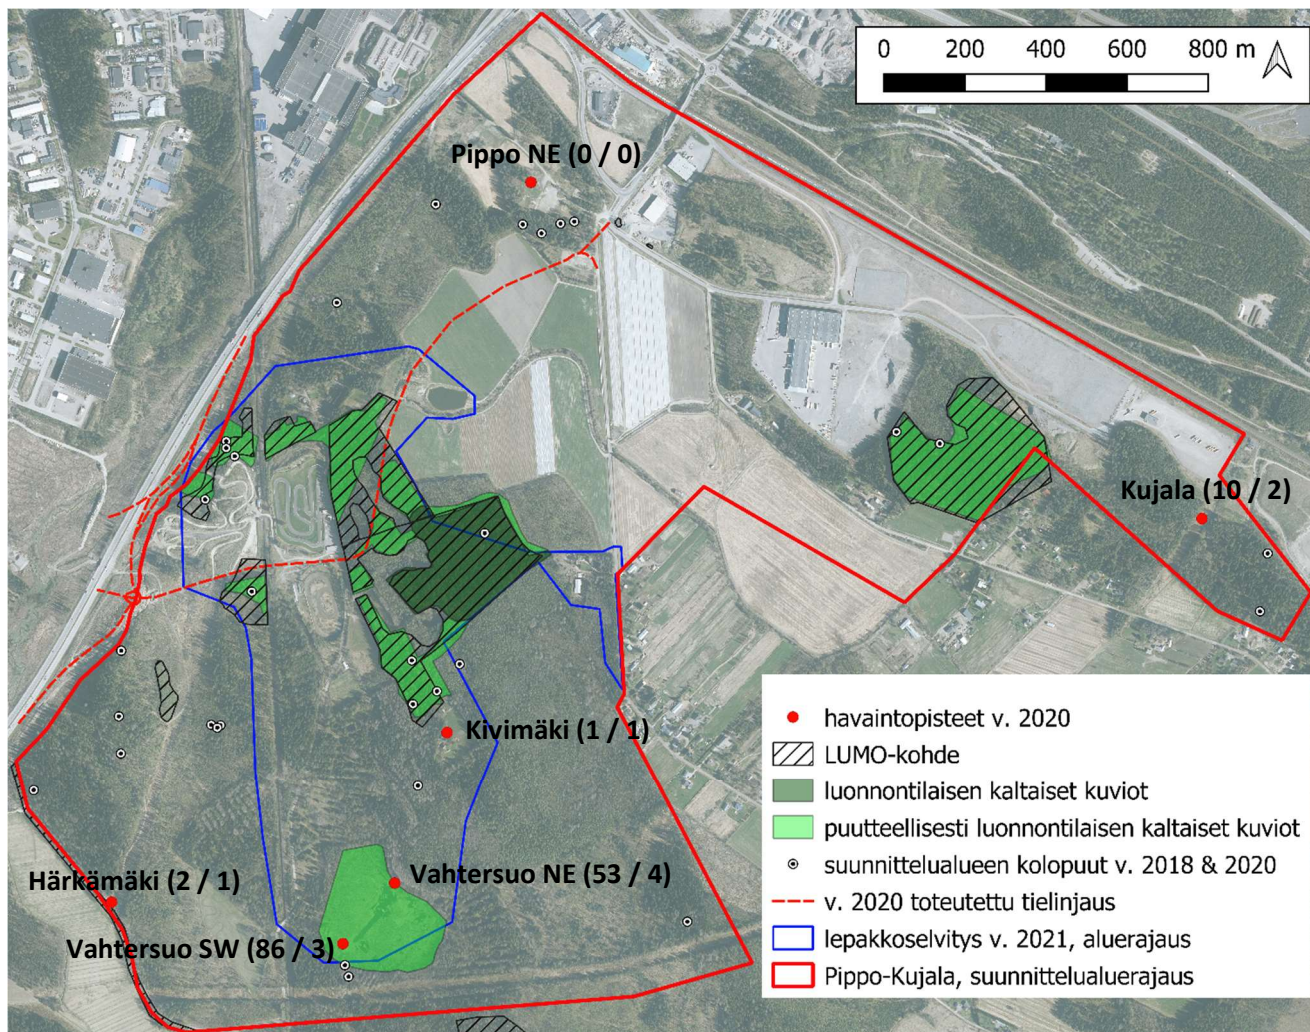 0 200 400 600 800 m
Pippo NE (0 / 0)
Kujala (10 / 2)
Kivimäki (1 / 1)
Härkämäki (2 / 1)
Vahtersuo NE (53 / 4)
Vahtersuo SW (86 / 3)
havaintopisteet v. 2020
LUMO-kohde
luonnontilaisen kaltaiset kuviot
puutteellisesti luonnontilaisen kaltaiset kuviot
suunnittelualueen kolopuut v. 2018 & 2020
v. 2020 toteutettu tielinjaus
lepakkoselvitys v. 2021, aluerajaus
Pippo-Kujala, suunnittelualuerajaus